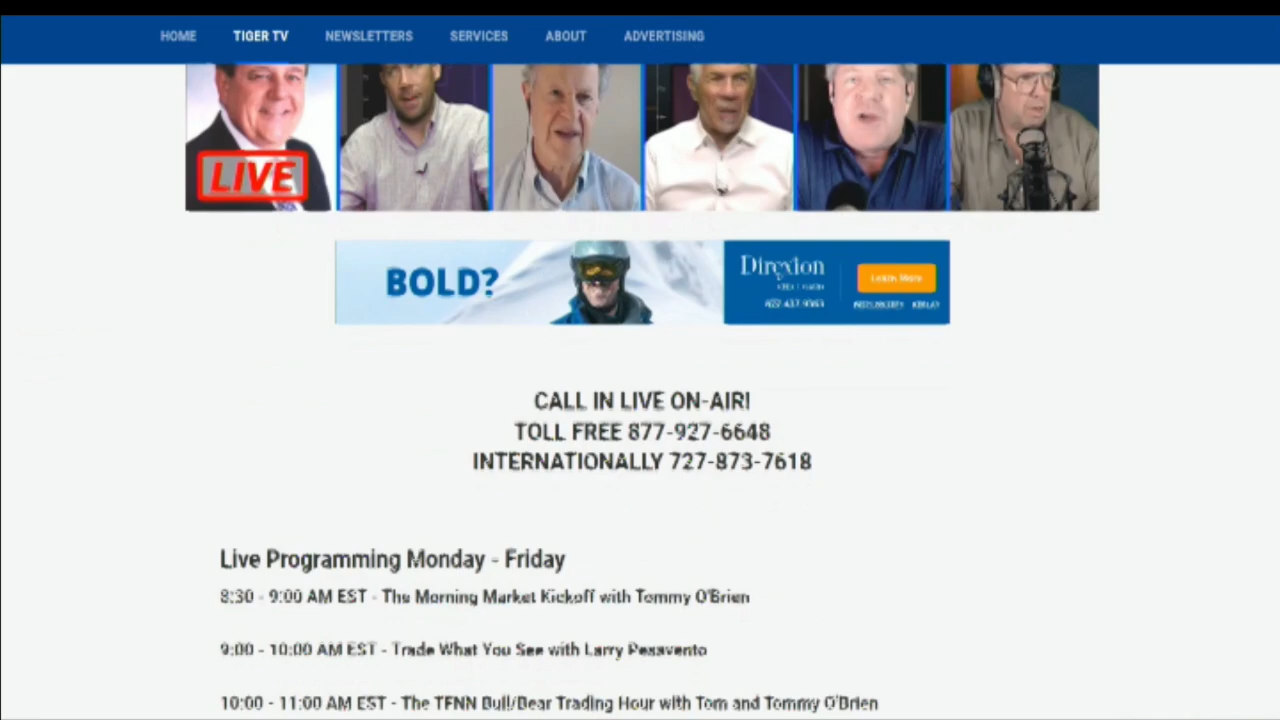 HOME TIGER TV NEWSLETTERS SERVICES ABOUT ADVERTISING
LIVE
BOLD?
Direxion
Learn More
CALL IN LIVE ON-AIR!
TOLL FREE 877-927-6648
INTERNATIONALLY 727-873-7618
Live Programming Monday - Friday
8:30 - 9:00 AM EST - The Morning Market Kickoff with Tommy O'Brien
9:00 - 10:00 AM EST - Trade What You See with Larry Pesavento
10:00 - 11:00 AM EST - The TFNN Bull/Bear Trading Hour with Tom and Tommy O'Brien